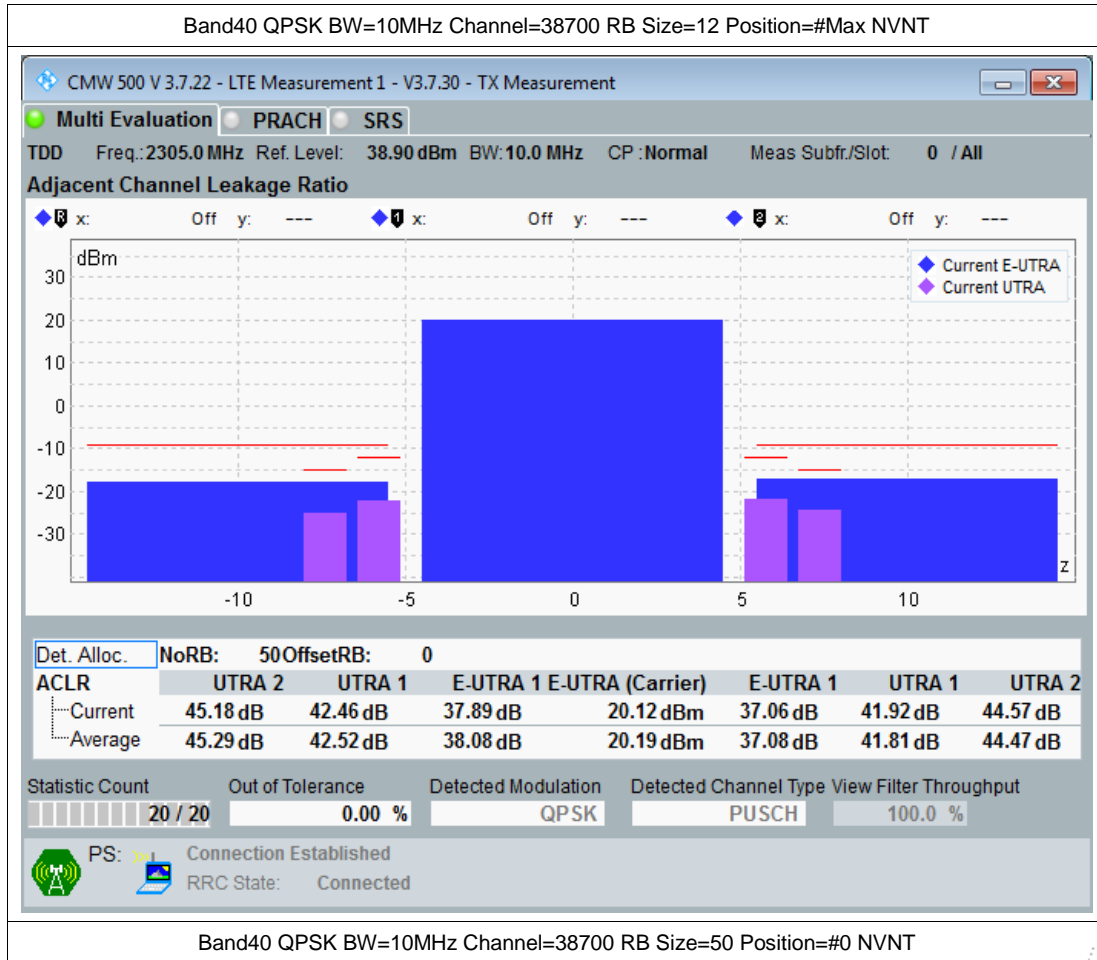 Band40 QPSK BW=10MHz Channel=38700 RB Size=12 Position=#Max NVNT
CMW 500 V 3.7.22 - LTE Measurement 1 - V3.7.30 - TX Measurement
Multi Evaluation PRACH SRS
TDD Freq.:2305.0 MHz Ref. Level: 38.90 dBm BW:10.0 MHz CP :Normal Meas Subfr./Slot: 0 / All
Adjacent Channel Leakage Ratio
R x: Off y: --- 1 x: Off y: --- 2 x: Off y: ---
dBm
Current E-UTRA
Current UTRA
30
20
10
0
-10
-20
-30
z
-10 -5 0 5 10
Det. Alloc. NoRB: 50 OffsetRB: 0
ACLR UTRA 2 UTRA 1 E-UTRA 1 E-UTRA (Carrier) E-UTRA 1 UTRA 1 UTRA 2
Current 45.18 dB 42.46 dB 37.89 dB 20.12 dBm 37.06 dB 41.92 dB 44.57 dB
Average 45.29 dB 42.52 dB 38.08 dB 20.19 dBm 37.08 dB 41.81 dB 44.47 dB
Statistic Count Out of Tolerance Detected Modulation Detected Channel Type View Filter Throughput
20 / 20 0.00 % QPSK PUSCH 100.0 %
PS: Connection Established
RRC State: Connected
Band40 QPSK BW=10MHz Channel=38700 RB Size=50 Position=#0 NVNT